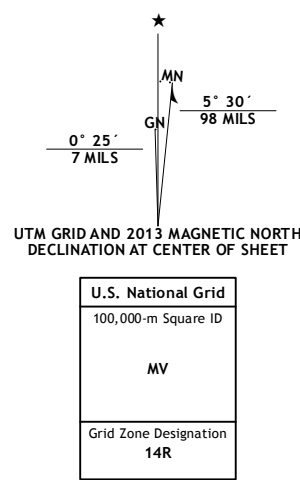 MN
5° 30´
98 MILS
GN
0° 25´
7 MILS
UTM GRID AND 2013 MAGNETIC NORTH
DECLINATION AT CENTER OF SHEET
U.S. National Grid
100,000-m Square ID
MV
Grid Zone Designation
14R